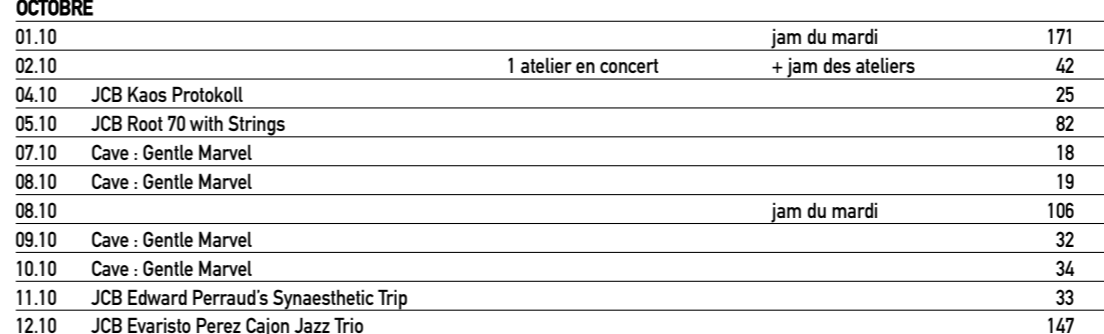 OCTOBRE
01.10 jam du mardi 171
02.10 1 atelier en concert + jam des ateliers 42
04.10 JCB Kaos Protokoll 25
05.10 JCB Root 70 with Strings 82
07.10 Cave : Gentle Marvel 18
08.10 Cave : Gentle Marvel 19
08.10 jam du mardi 106
09.10 Cave : Gentle Marvel 32
10.10 Cave : Gentle Marvel 34
11.10 JCB Edward Perraud's Synaesthetic Trip 33
12.10 JCB Evaristo Perez Cajon Jazz Trio 147